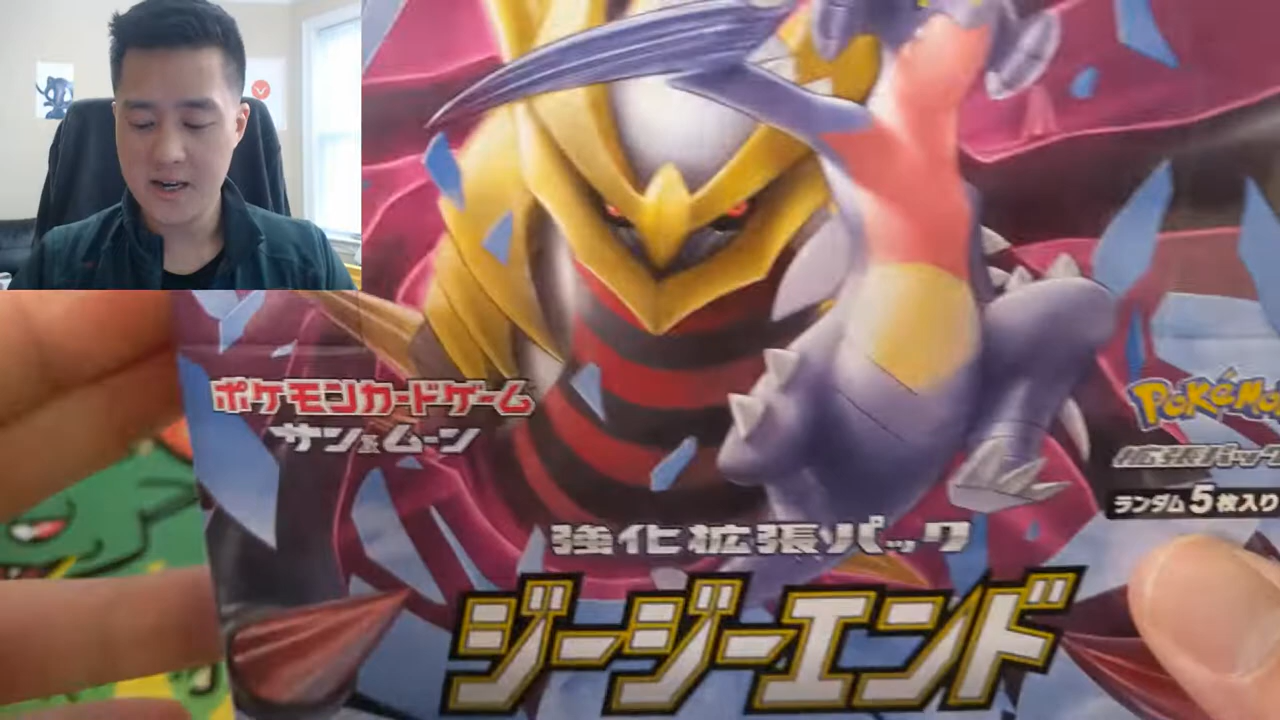 ポケモンカードゲーム
サン&ムーン
Pokémo
拡張パック
ランダム5枚入り
強化拡張パック
ジージーエンド